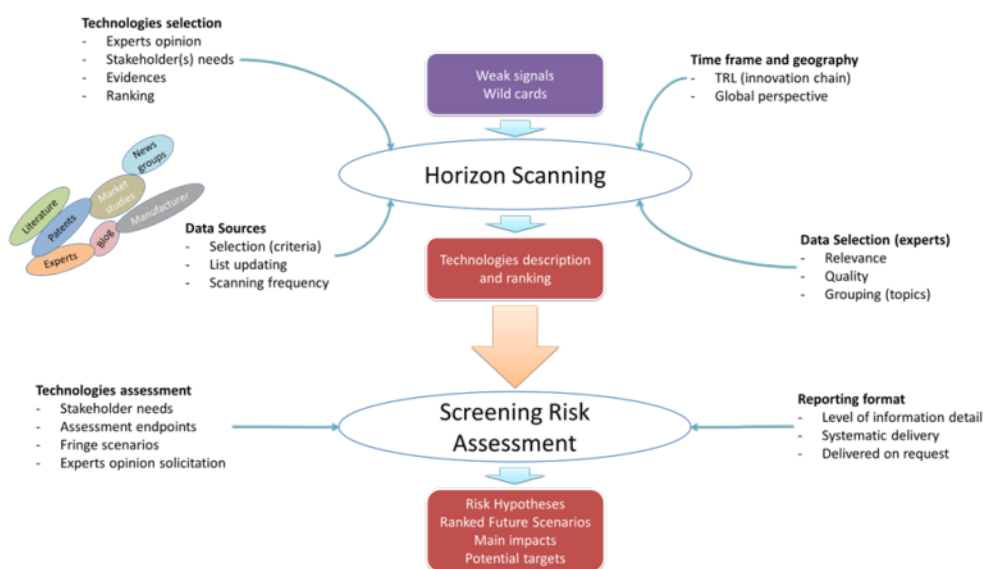 Technologies selection
- Experts opinion
- Stakeholder(s) needs
- Evidences
- Ranking
Weak signals
Wild cards
Time frame and geography
- TRL (innovation chain)
- Global perspective
Horizon Scanning
News
groups
Market
studies
Literature
Patents
Manufacturer
Blog
Experts
Data Sources
- Selection (criteria)
- List updating
- Scanning frequency
Technologies description
and ranking
Data Selection (experts)
- Relevance
- Quality
- Grouping (topics)
Technologies assessment
- Stakeholder needs
- Assessment endpoints
- Fringe scenarios
- Experts opinion solicitation
Screening Risk
Assessment
Reporting format
- Level of information detail
- Systematic delivery
- Delivered on request
Risk Hypotheses
Ranked Future Scenarios
Main impacts
Potential targets